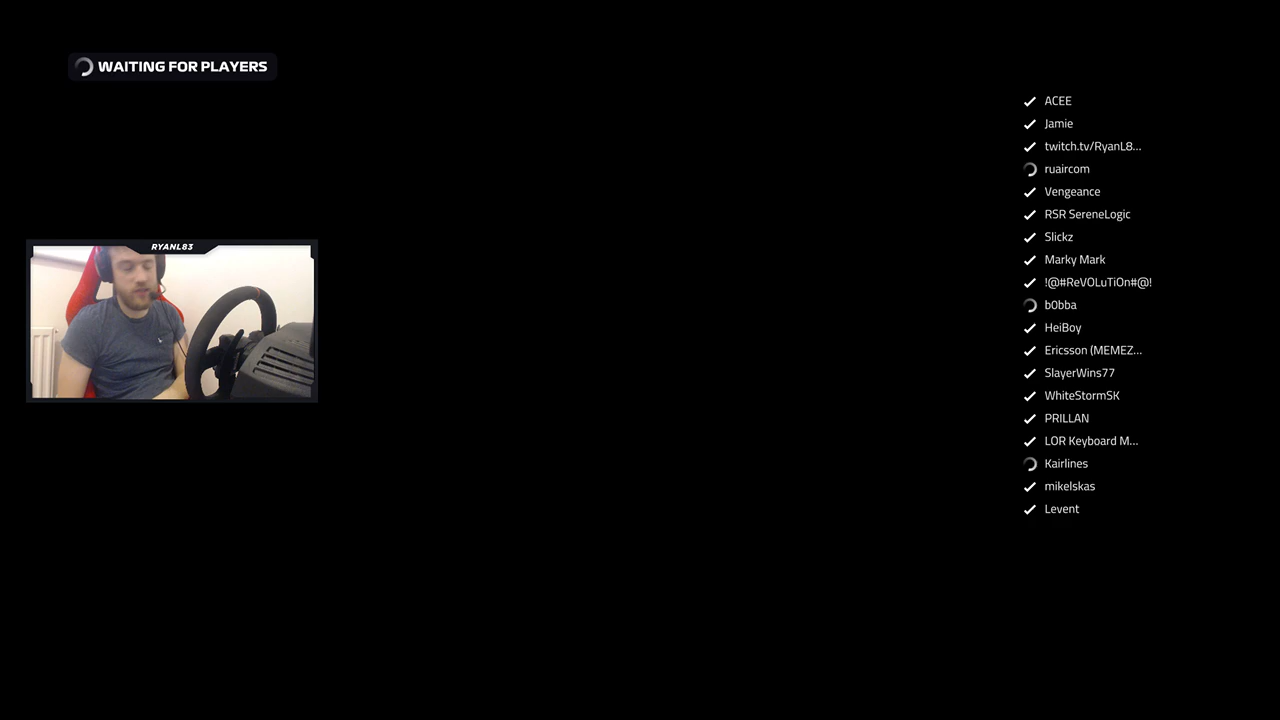 WAITING FOR PLAYERS
ACEE
Jamie
twitch.tv/RyanL8...
ruaircom
Vengeance
RSR SereneLogic
Slickz
Marky Mark
!@#ReVOLuTiOn#@!
b0bba
HeiBoy
Ericsson (MEMEZ...
SlayerWins77
WhiteStormSK
PRILLAN
LOR Keyboard M...
Kairlines
mikelskas
Levent
RYANL83